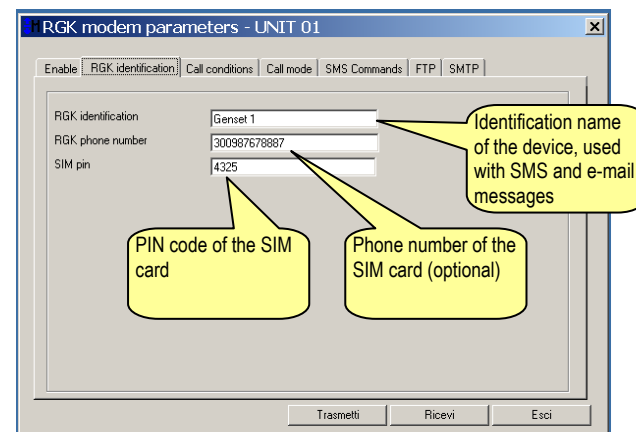 RGK modem parameters - UNIT 01
Enable RGK identification Call conditions Call mode SMS Commands FTP SMTP
RGK identification
Genset 1
RGK phone number
300987678887
SIM pin
4325
Identification name
of the device, used
with SMS and e-mail
messages
PIN code of the SIM
card
Phone number of the
SIM card (optional)
Trasmetti Ricevi Esci